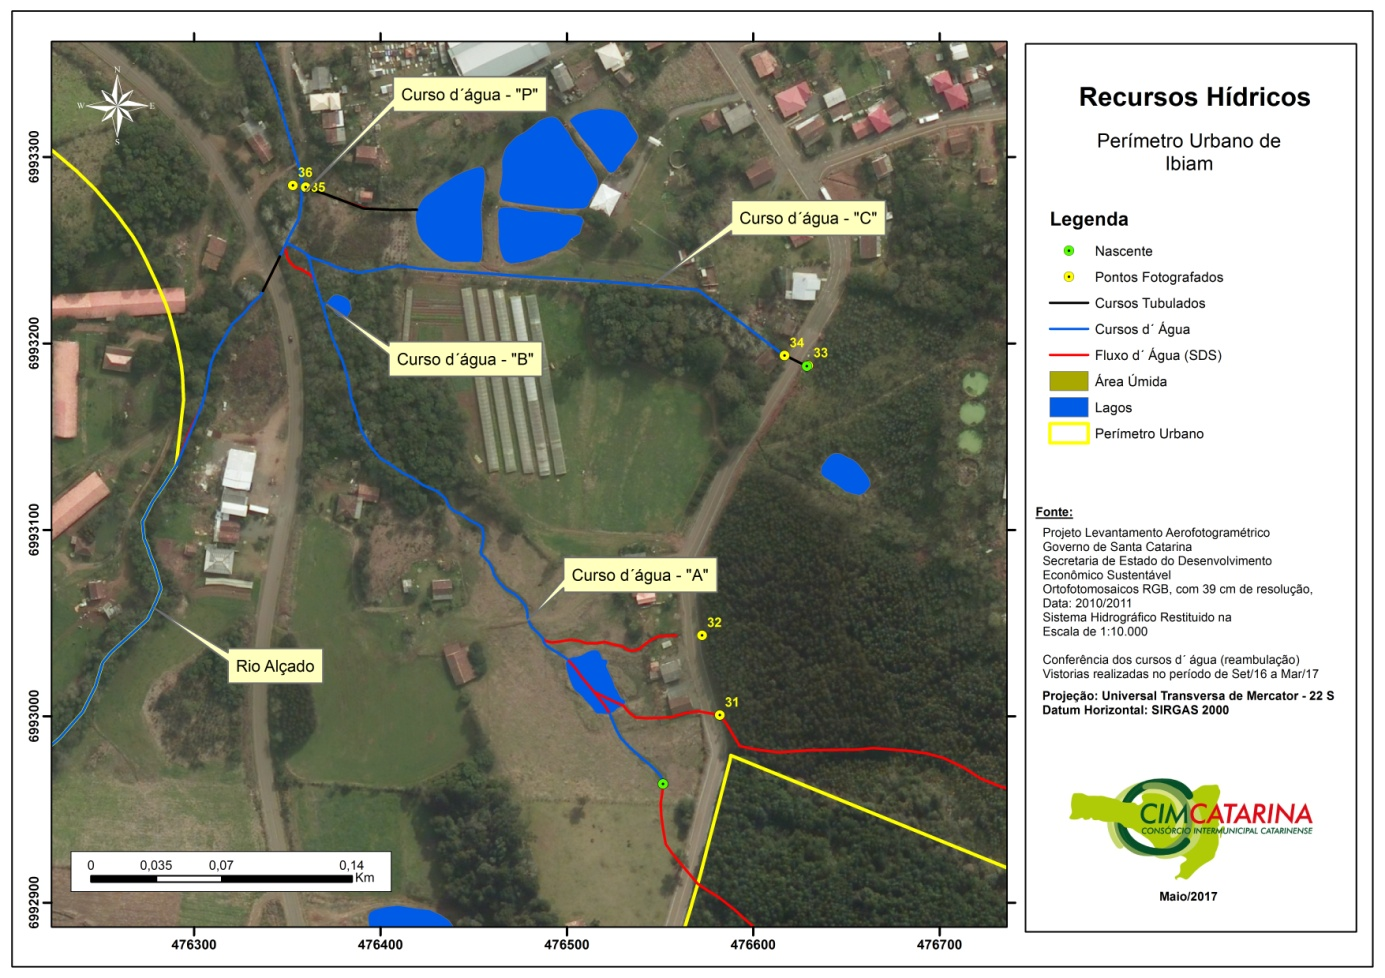 Recursos Hídricos
Perímetro Urbano de
Ibiam
Legenda
Nascente
Pontos Fotografados
Cursos Tubulados
Cursos d´ Água
Fluxo d´ Água (SDS)
Área Úmida
Lagos
Perímetro Urbano
Fonte:
Projeto Levantamento Aerofotogramétrico
Governo de Santa Catarina
Secretaria de Estado do Desenvolvimento
Econômico Sustentável
Ortofotomosaicos RGB, com 39 cm de resolução,
Data: 2010/2011
Sistema Hidrográfico Restituido na
Escala de 1:10.000
Conferência dos cursos d´ água (reambulação)
Vistorias realizadas no período de Set/16 a Mar/17
Projeção: Universal Transversa de Mercator - 22 S
Datum Horizontal: SIRGAS 2000
CIMCATARINA
CONSÓRCIO INTERMUNICIPAL CATARINENSE
Maio/2017
N
W
E
S
Curso d´água - "P"
36
35
Curso d´água - "C"
34
33
Curso d´água - "B"
Curso d´água - "A"
32
31
Rio Alçado
0
0,035
0,07
0,14
Km
6993300
6993200
6993100
6993000
6992900
476300
476400
476500
476600
476700